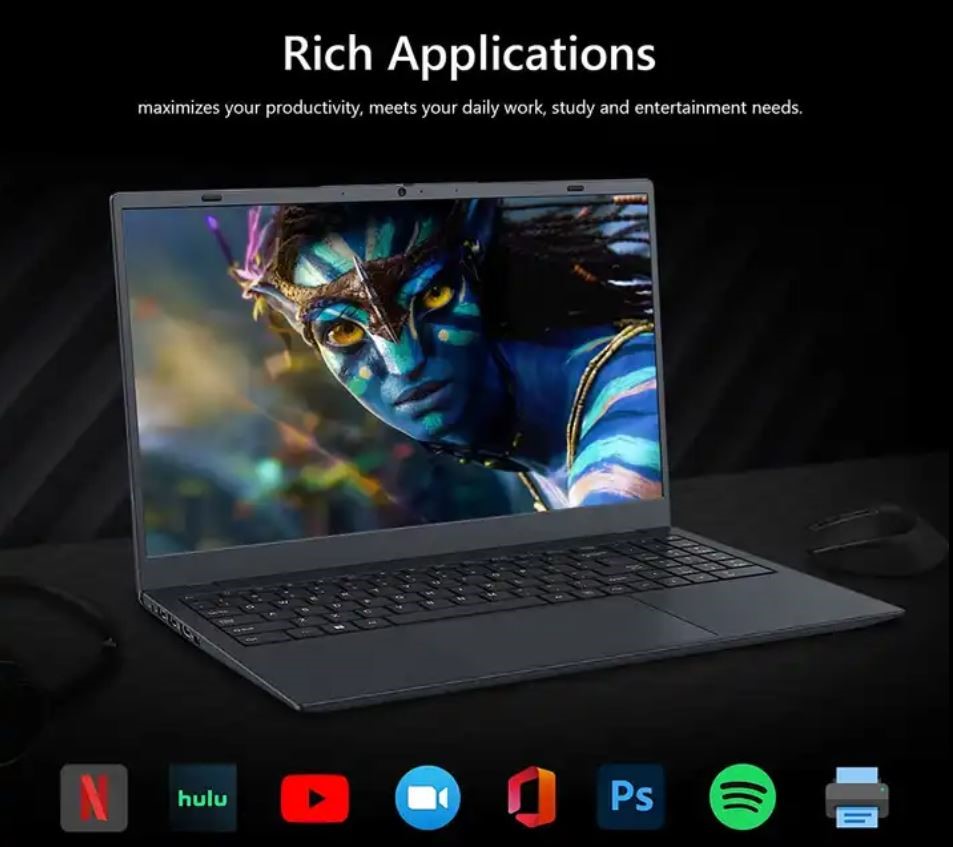 Rich Applications
maximizes your productivity, meets your daily work, study and entertainment needs.
N
hulu
Ps